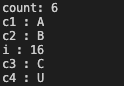 count: 6
c1 : A
c2 : B
i : 16
c3 : C
c4 : U